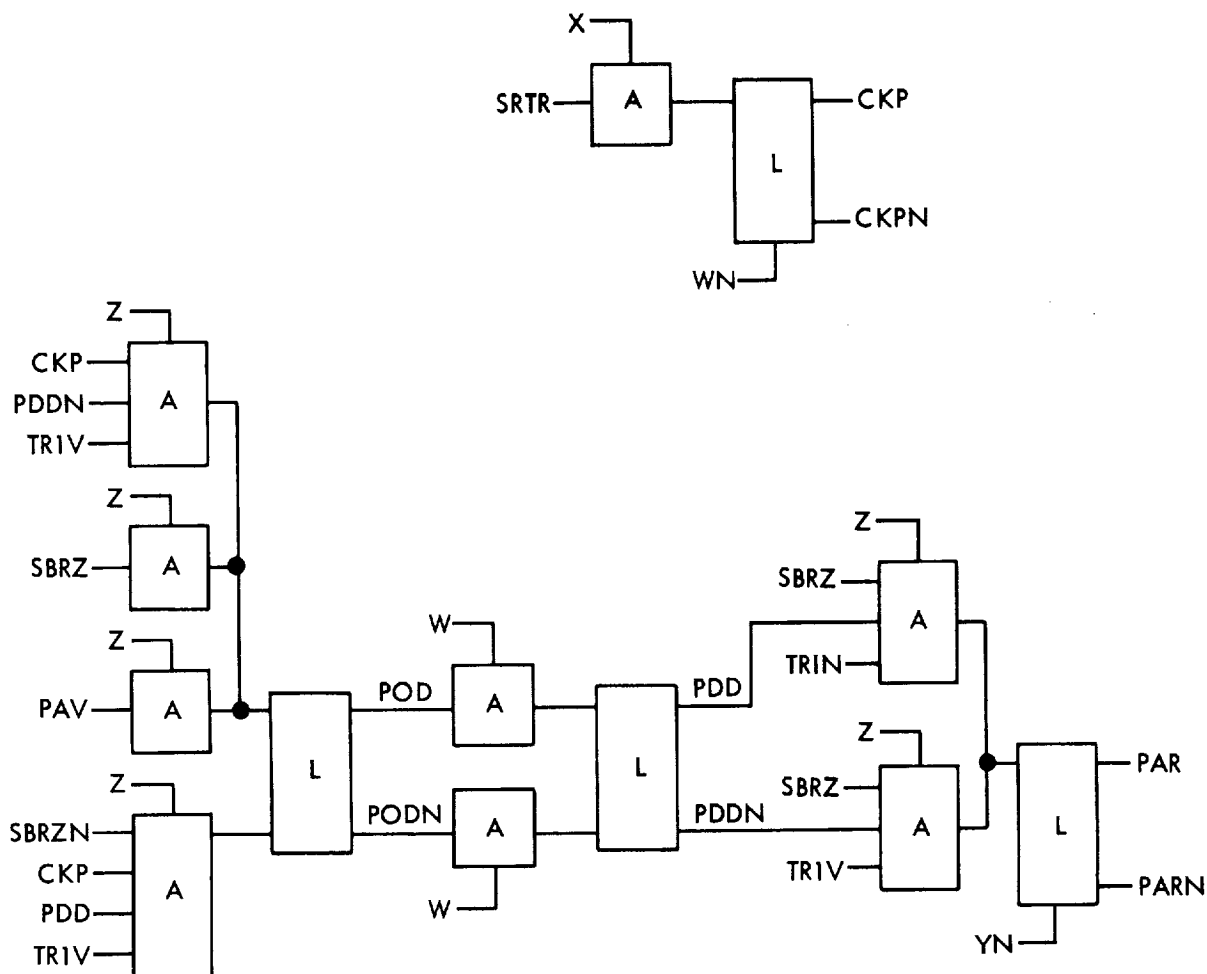 X
SRTR
A
CKP
L
CKPN
WN
Z
CKP
PDDN
TR1V
A
Z
SBRZ
A
Z
PAV
A
Z
SBRZN
CKP
PDD
TR1V
A
L
POD
PODN
W
A
A
W
L
PDD
PDDN
Z
SBRZ
TRIN
A
Z
SBRZ
TR1V
A
L
PAR
PARN
YN